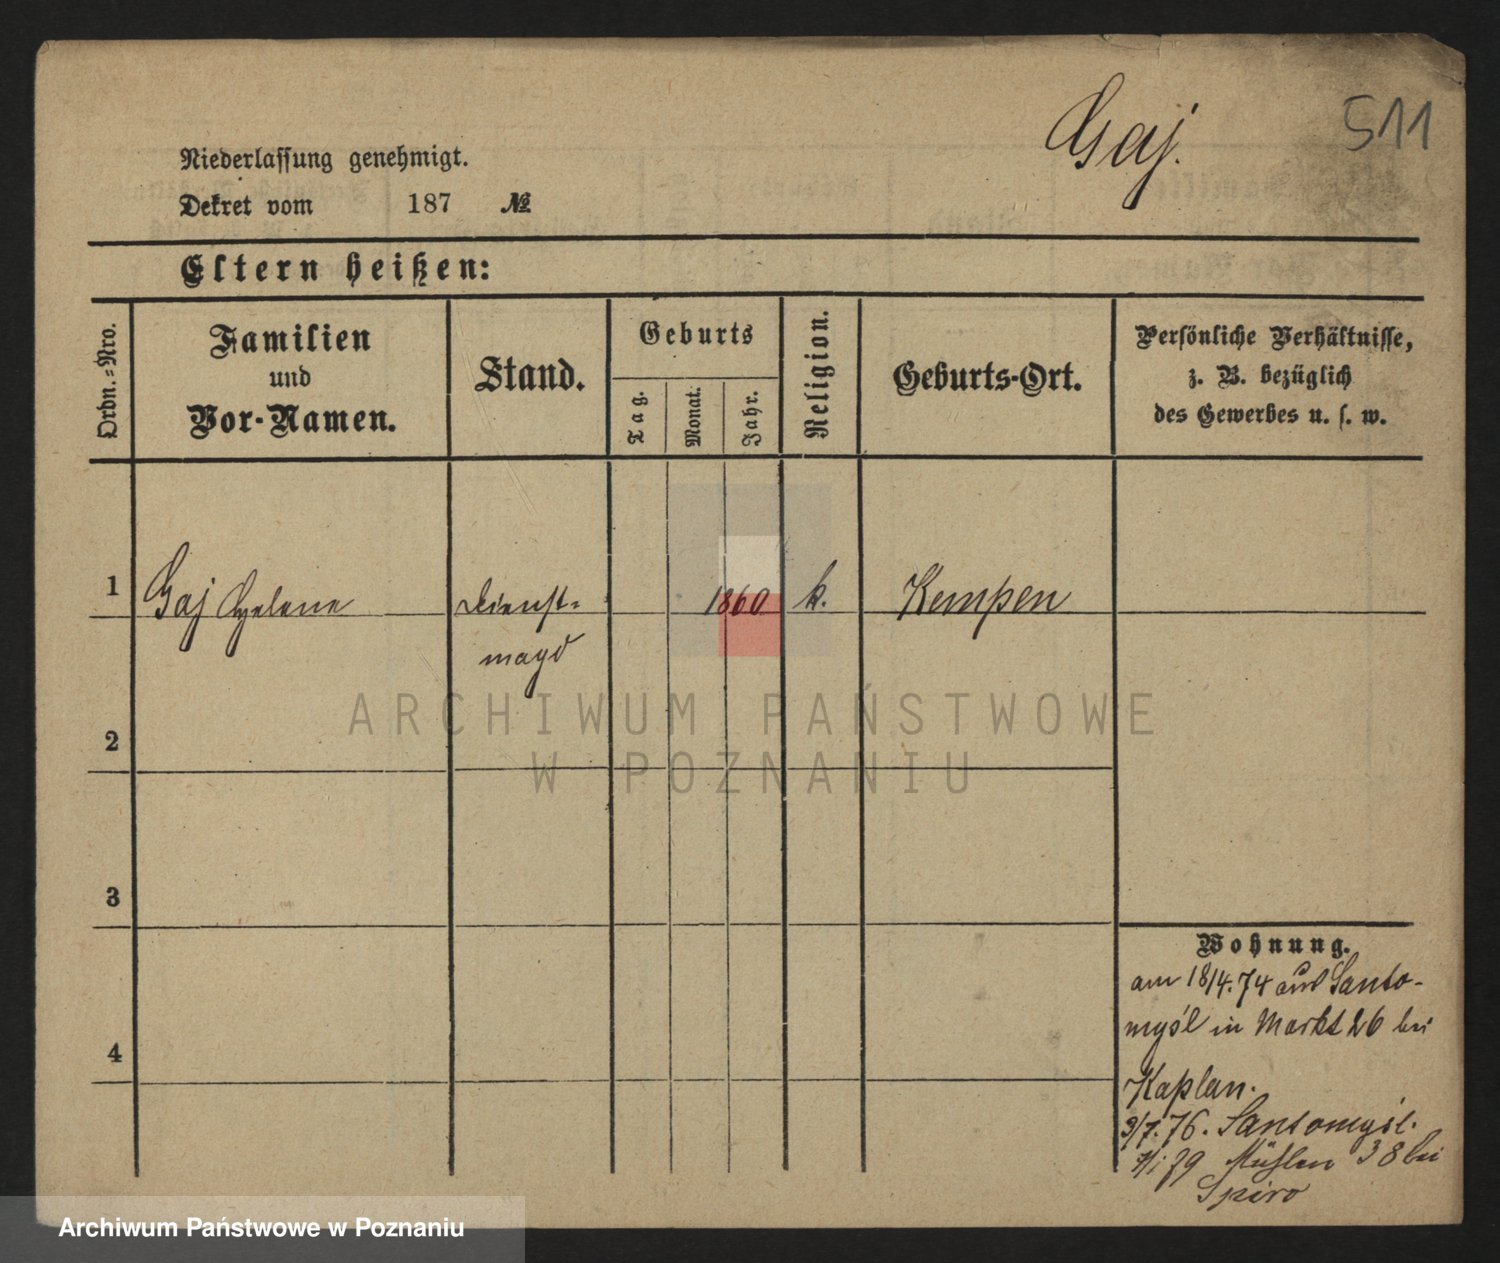 Gaj.
511
Niederlassung genehmigt.
Dekret vom 187 №
Eltern heißen:
Ordn.-Nro.
Familien
und
Vor-Namen.
Stand.
Geburts
Tag.
Monat.
Jahr.
Religion.
Geburts-Ort.
Persönliche Verhältnisse,
z. B. bezüglich
des Gewerbes u. s. w.
1 Gaj Helene Dienst- 1860 k. Kempen
magd
ARCHIWUM PAŃSTWOWE
W POZNANIU
2
3
4
Wohnung.
am 18/4.74 aus Santo-
myśl in Markt 26 bei
Kaplan.
3/7.76. Santomyśl.
79 Mühlen 38 bei
Spiro
Archiwum Państwowe w Poznaniu